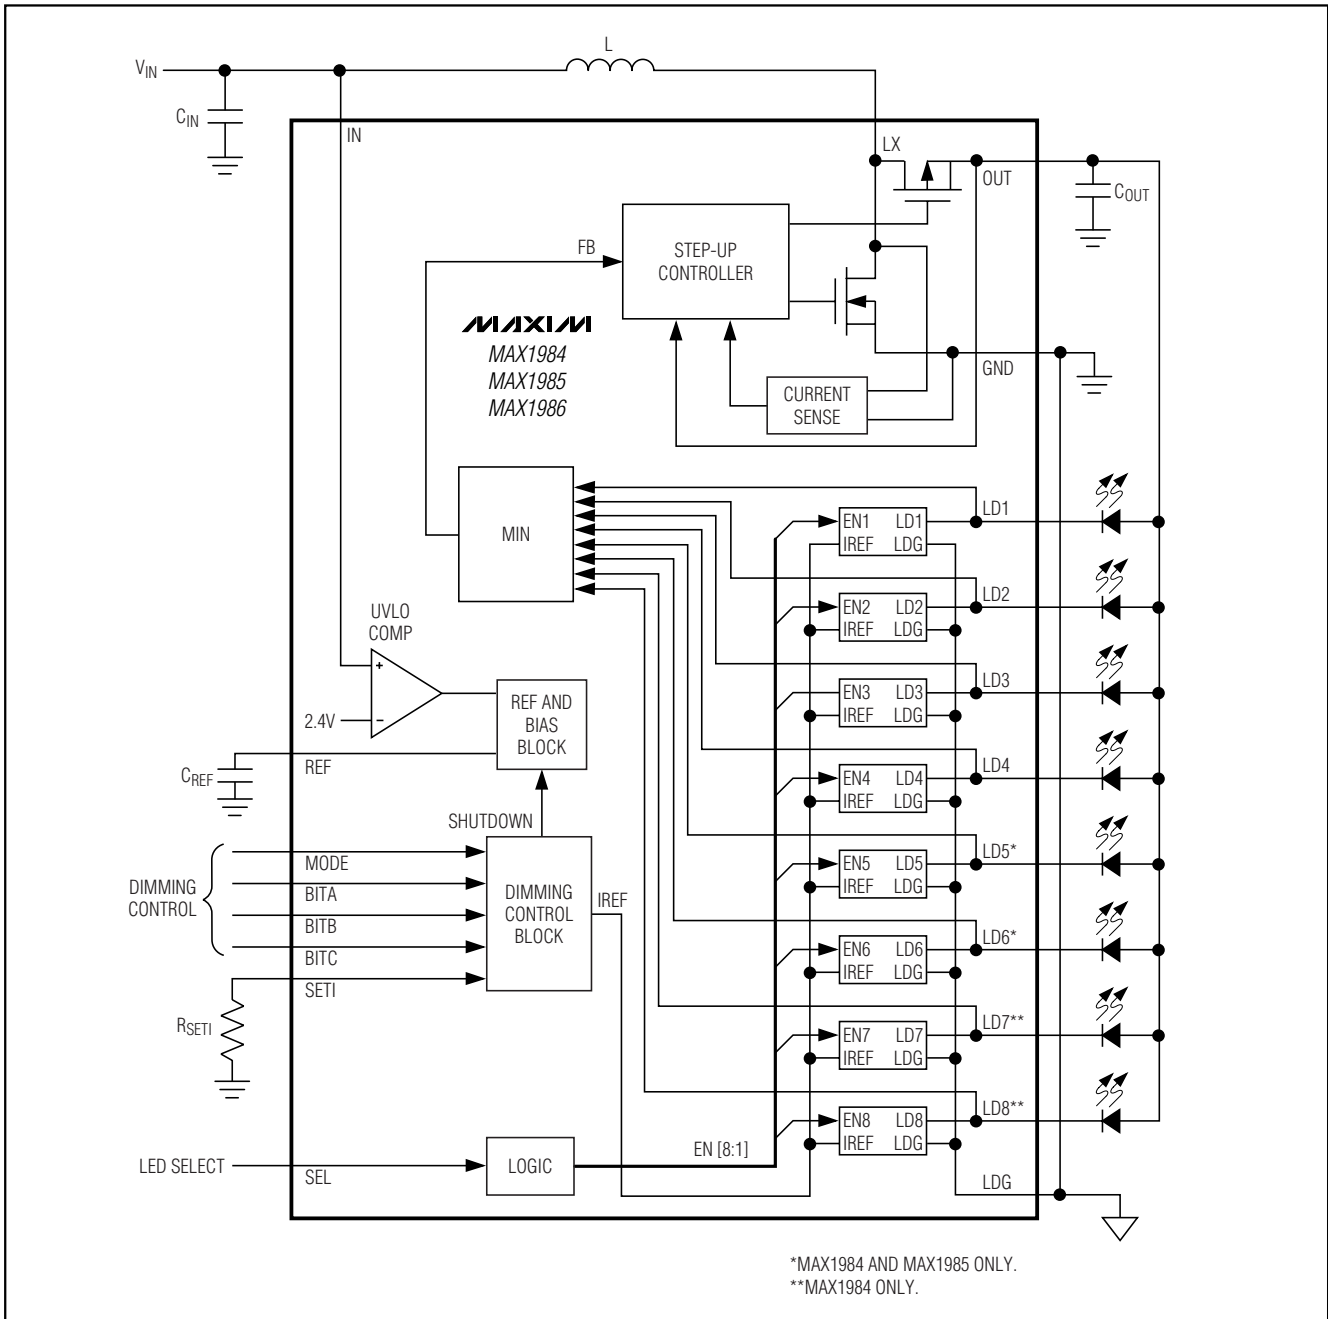 L
VIN
CIN
IN
LX
OUT
COUT
FB
STEP-UP
CONTROLLER
MAXIM
MAX1984
MAX1985
MAX1986
GND
CURRENT
SENSE
MIN
EN1 LD1
IREF LDG
LD1
EN2 LD2
IREF LDG
LD2
UVLO
COMP
+
−
2.4V
REF AND
BIAS
BLOCK
EN3 LD3
IREF LDG
LD3
REF
CREF
EN4 LD4
IREF LDG
LD4
SHUTDOWN
DIMMING
CONTROL
MODE
BITA
BITB
BITC
SETI
DIMMING
CONTROL
BLOCK
IREF
RSETI
EN5 LD5
IREF LDG
LD5*
EN6 LD6
IREF LDG
LD6*
EN7 LD7
IREF LDG
LD7**
EN8 LD8
IREF LDG
LD8**
LED SELECT
SEL
LOGIC
EN [8:1]
LDG
*MAX1984 AND MAX1985 ONLY.
**MAX1984 ONLY.